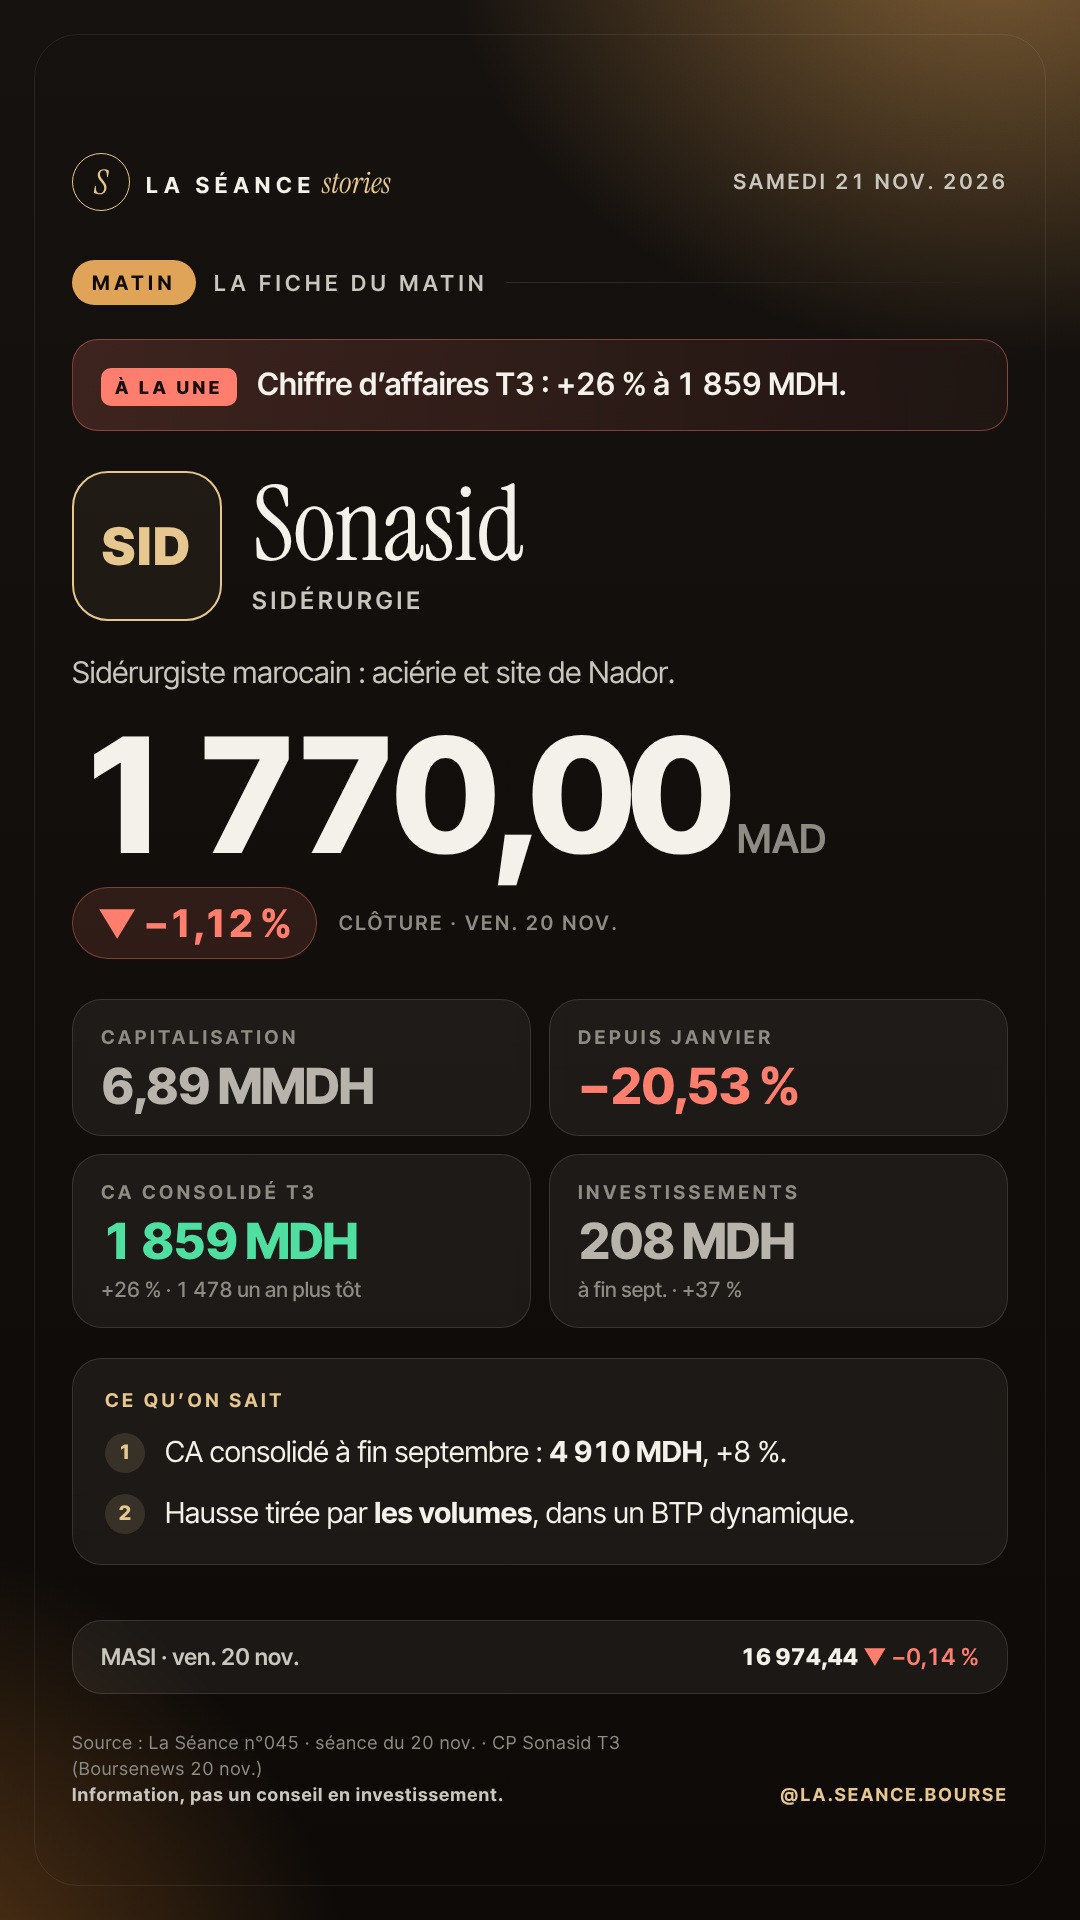 S LA SÉANCE stories
SAMEDI 21 NOV. 2026
MATIN LA FICHE DU MATIN
À LA UNE Chiffre d’affaires T3 : +26 % à 1 859 MDH.
SID
Sonasid
SIDÉRURGIE
Sidérurgiste marocain : aciérie et site de Nador.
1 770,00 MAD
▼ −1,12 % CLÔTURE · VEN. 20 NOV.
CAPITALISATION
6,89 MMDH
DEPUIS JANVIER
−20,53 %
CA CONSOLIDÉ T3
1 859 MDH
+26 % · 1 478 un an plus tôt
INVESTISSEMENTS
208 MDH
à fin sept. · +37 %
CE QU’ON SAIT
1 CA consolidé à fin septembre : 4 910 MDH, +8 %.
2 Hausse tirée par les volumes, dans un BTP dynamique.
MASI · ven. 20 nov. 16 974,44 ▼ −0,14 %
Source : La Séance n°045 · séance du 20 nov. · CP Sonasid T3
(Boursenews 20 nov.)
Information, pas un conseil en investissement.
@LA.SEANCE.BOURSE